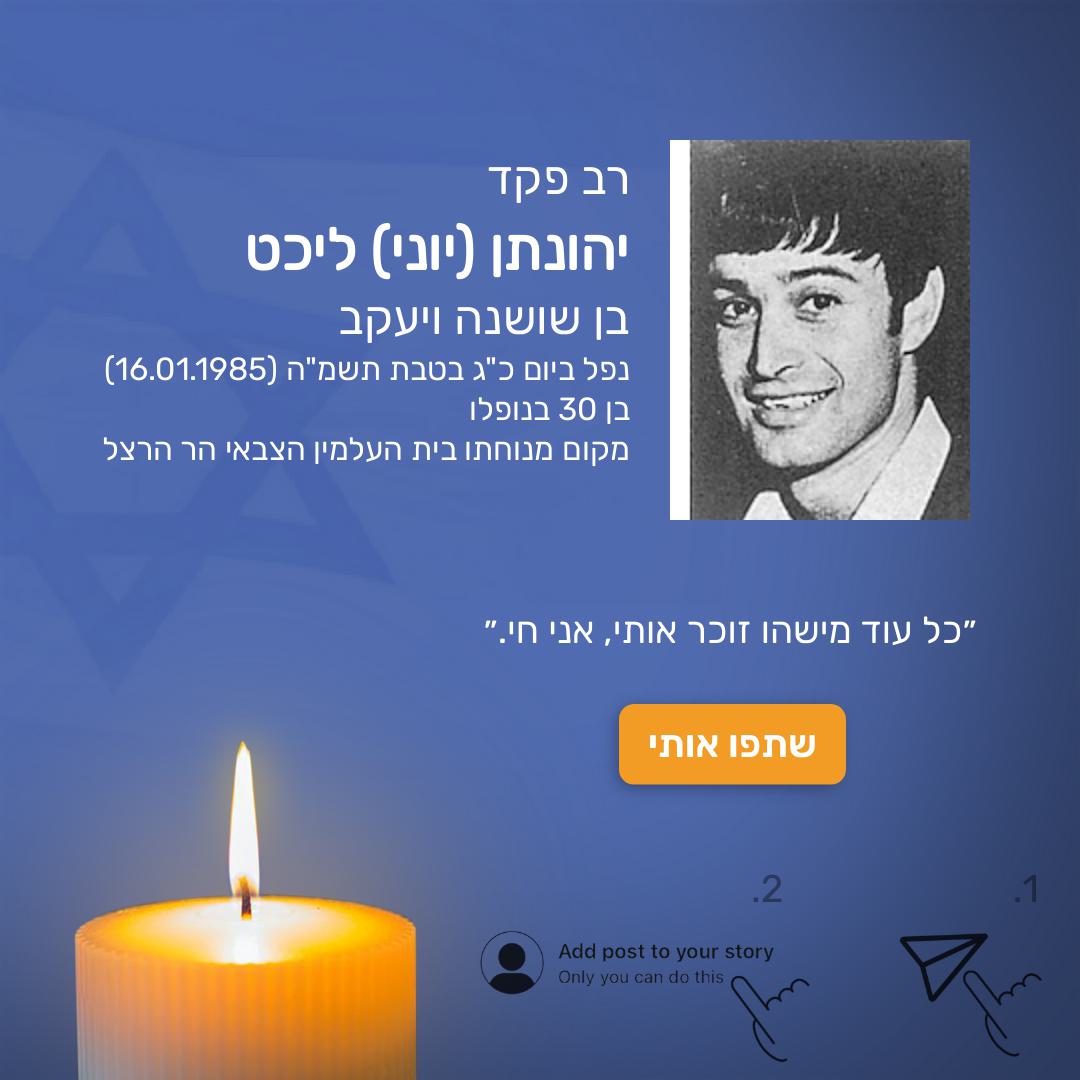 רב פקד
יהונתן (יוני) ליכט
בן שושנה ויעקב
נפל ביום כ"ג בטבת תשמ"ה (16.01.1985)
בן 30 בנופלו
מקום מנוחתו בית העלמין הצבאי הר הרצל
״כל עוד מישהו זוכר אותי, אני חי.״
שתפו אותי
1.
2.
Add post to your story
Only you can do this